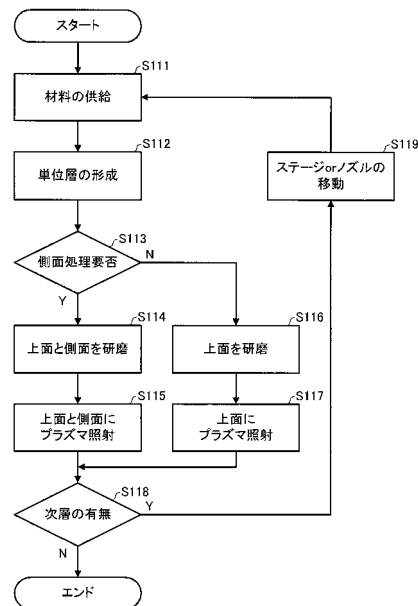 スタート
S111
材料の供給
S112
単位層の形成
S119
ステージorノズルの
移動
S113
側面処理要否
N
Y
S114
上面と側面を研磨
S116
上面を研磨
S115
上面と側面に
プラズマ照射
S117
上面に
プラズマ照射
S118
次層の有無
Y
N
エンド